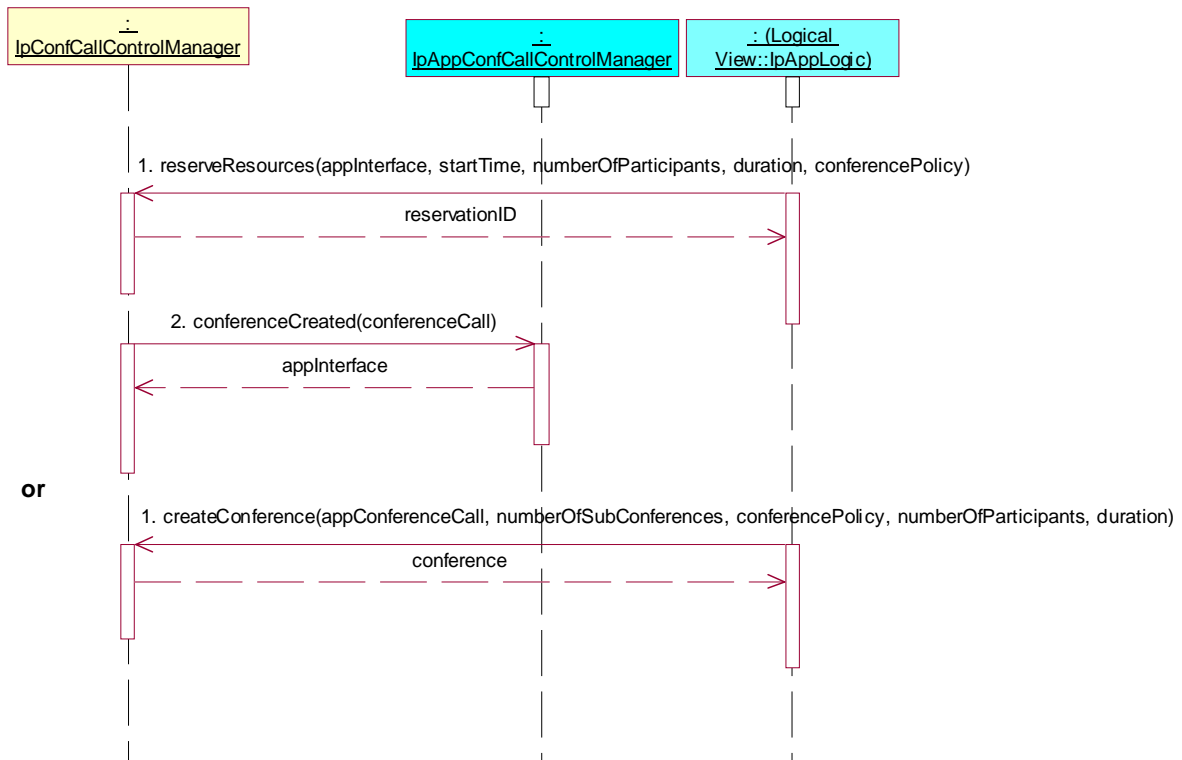 :
IpConfCallControlManager
:
IpAppConfCallControlManager
: (Logical
View::IpAppLogic)
1. reserveResources(appInterface, startTime, numberOfParticipants, duration, conferencePolicy)
reservationID
2. conferenceCreated(conferenceCall)
appInterface
or
1. createConference(appConferenceCall, numberOfSubConferences, conferencePolicy, numberOfParticipants, duration)
conference